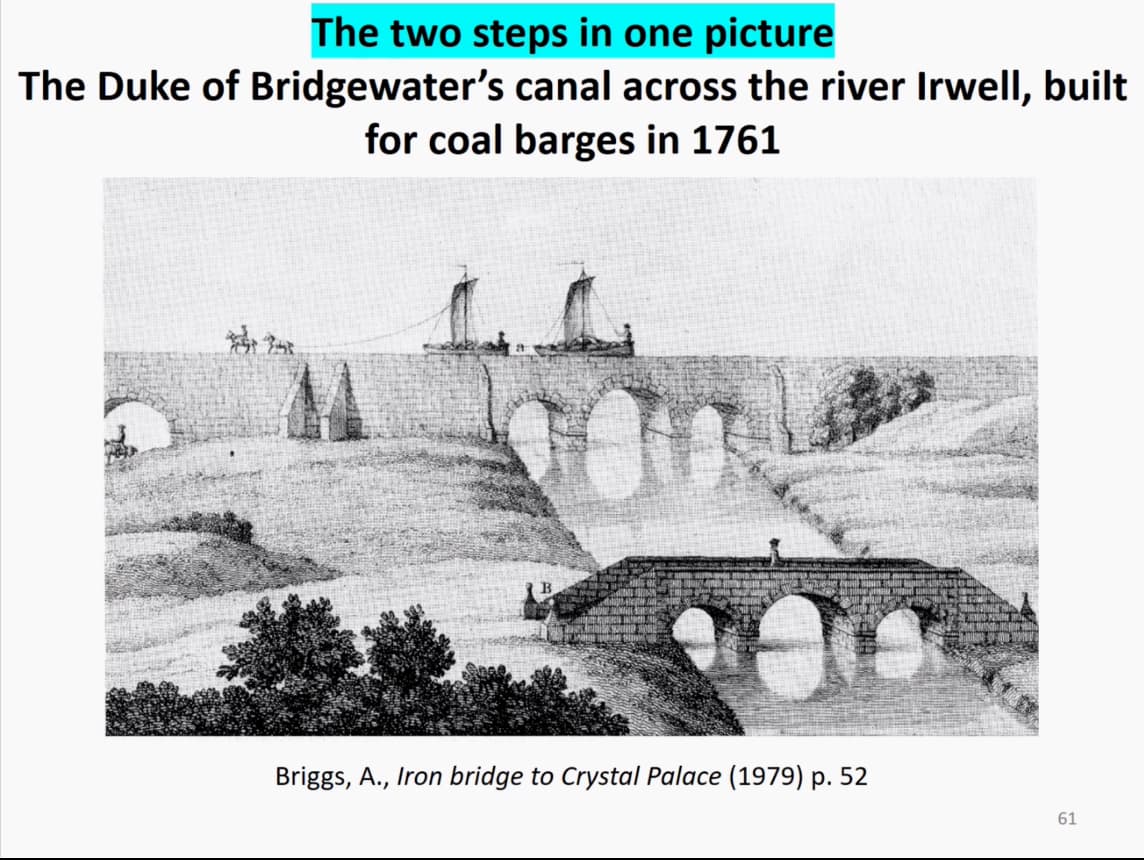 The two steps in one picture
The Duke of Bridgewater’s canal across the river Irwell, built
for coal barges in 1761
a
B
Briggs, A., Iron bridge to Crystal Palace (1979) p. 52
61